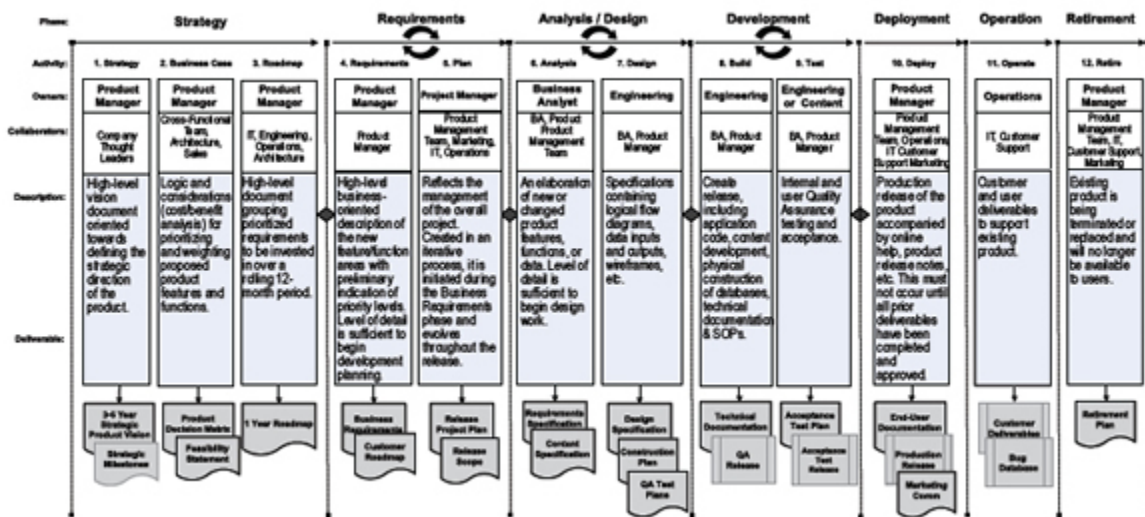 Phase:
Strategy
Requirements
Analysis / Design
Development
Deployment
Operation
Retirement
Activity:
1. Strategy
2. Business Case
3. Roadmap
4. Requirements
5. Plan
6. Analysis
7. Design
8. Build
9. Test
10. Deploy
11. Operate
12. Retire
Owners:
Product
Manager
Product
Manager
Product
Manager
Product
Manager
Project Manager
Business
Analyst
Engineering
Engineering
Engineering
or Content
Product
Manager
Operations
Product
Manager
Collaborators:
Company
Thought
Leaders
Cross-Functional
Team,
Architecture,
Sales
IT, Engineering,
Operations,
Architecture
Product
Manager
Product
Management
Team, Marketing,
IT, Operations
BA, Product
Product Management
Team
BA, Product
Manager
BA, Product
Manager
BA, Product
Manager
Product
Management
Team, Operations,
IT Customer
Support Marketing
IT, Customer
Support
Product
Management
Team, IT,
Customer Support,
Marketing
Description:
High-level
vision
document
oriented
towards
defining the
strategic
direction
of the
product.
Logic and
considerations
(cost/benefit
analysis) for
prioritizing
and weighting
proposed
product
features and
functions.
High-level
document
grouping
prioritized
requirements
to be invested
in over a
rolling 12-
month period.
High-level
business-
oriented
description of
the new
feature/function
areas with
preliminary
indication of
priority levels.
Level of detail
is sufficient to
begin
development
planning.
Reflects the
management
of the overall
project.
Created in an
iterative
process, it is
initiated during
the Business
Requirements
phase and
evolves
throughout the
release.
An elaboration
of new or
changed
product
features,
functions, or
data. Level of
detail is
sufficient to
begin design
work.
Specifications
containing
logical flow
diagrams,
data inputs
and outputs,
wireframes,
etc.
Create
release,
including
application
code, content
development,
physical
construction
of databases,
technical
documentation
& SOPs.
Internal and
user Quality
Assurance
testing and
acceptance.
Production
release of the
product
accompanied
by online
help, product
release notes,
etc. This must
not occur until
all prior
deliverables
have been
completed
and
approved.
Customer
and user
deliverables
to support
existing
product.
Existing
product is
being
terminated or
replaced and
will no longer
be available
to users.
Deliverable:
3-5 Year
Strategic
Product Vision
Strategic
Milestones
Product
Decision Matrix
Feasibility
Statement
1 Year Roadmap
Business
Requirements
Customer
Roadmap
Release
Project Plan
Release
Scope
Requirements
Specification
Content
Specification
Design
Specification
Construction
Plan
QA Test
Plans
Technical
Documentation
QA
Release
Acceptance
Test Plan
Acceptance
Test
Release
End-User
Documentation
Production
Release
Marketing
Comm
Customer
Deliverables
Bug
Database
Retirement
Plan